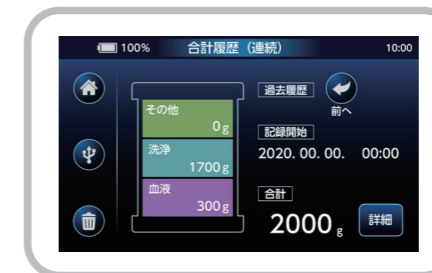 100% 合計履歴（連続） 10:00
過去履歴
前へ
その他
0g
記録開始
2020. 00. 00. 00:00
洗浄
1700g
血液
300g
合計
2000g
詳細